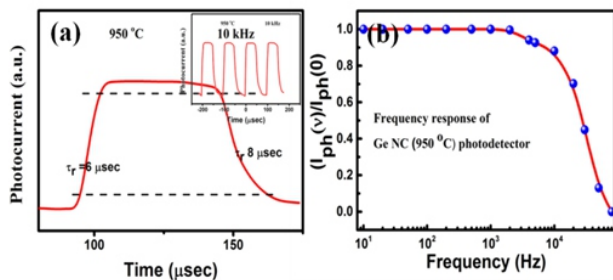 (a)
950 °C
Photocurrent (a.u.)
τr =6 μsec
τr 8 μsec
100
150
Time (μsec)
950 °C
10 kHz
10 kHz
Photocurrent (a.u.)
-200
-100
0
100
200
Time (μsec)
(b)
(Iph(ν)/Iph(0)
1.0
0.8
0.6
0.4
0.2
0.0
Frequency response of
Ge NC (950 °C) photodetector
10¹
10²
10³
10⁴
Frequency (Hz)